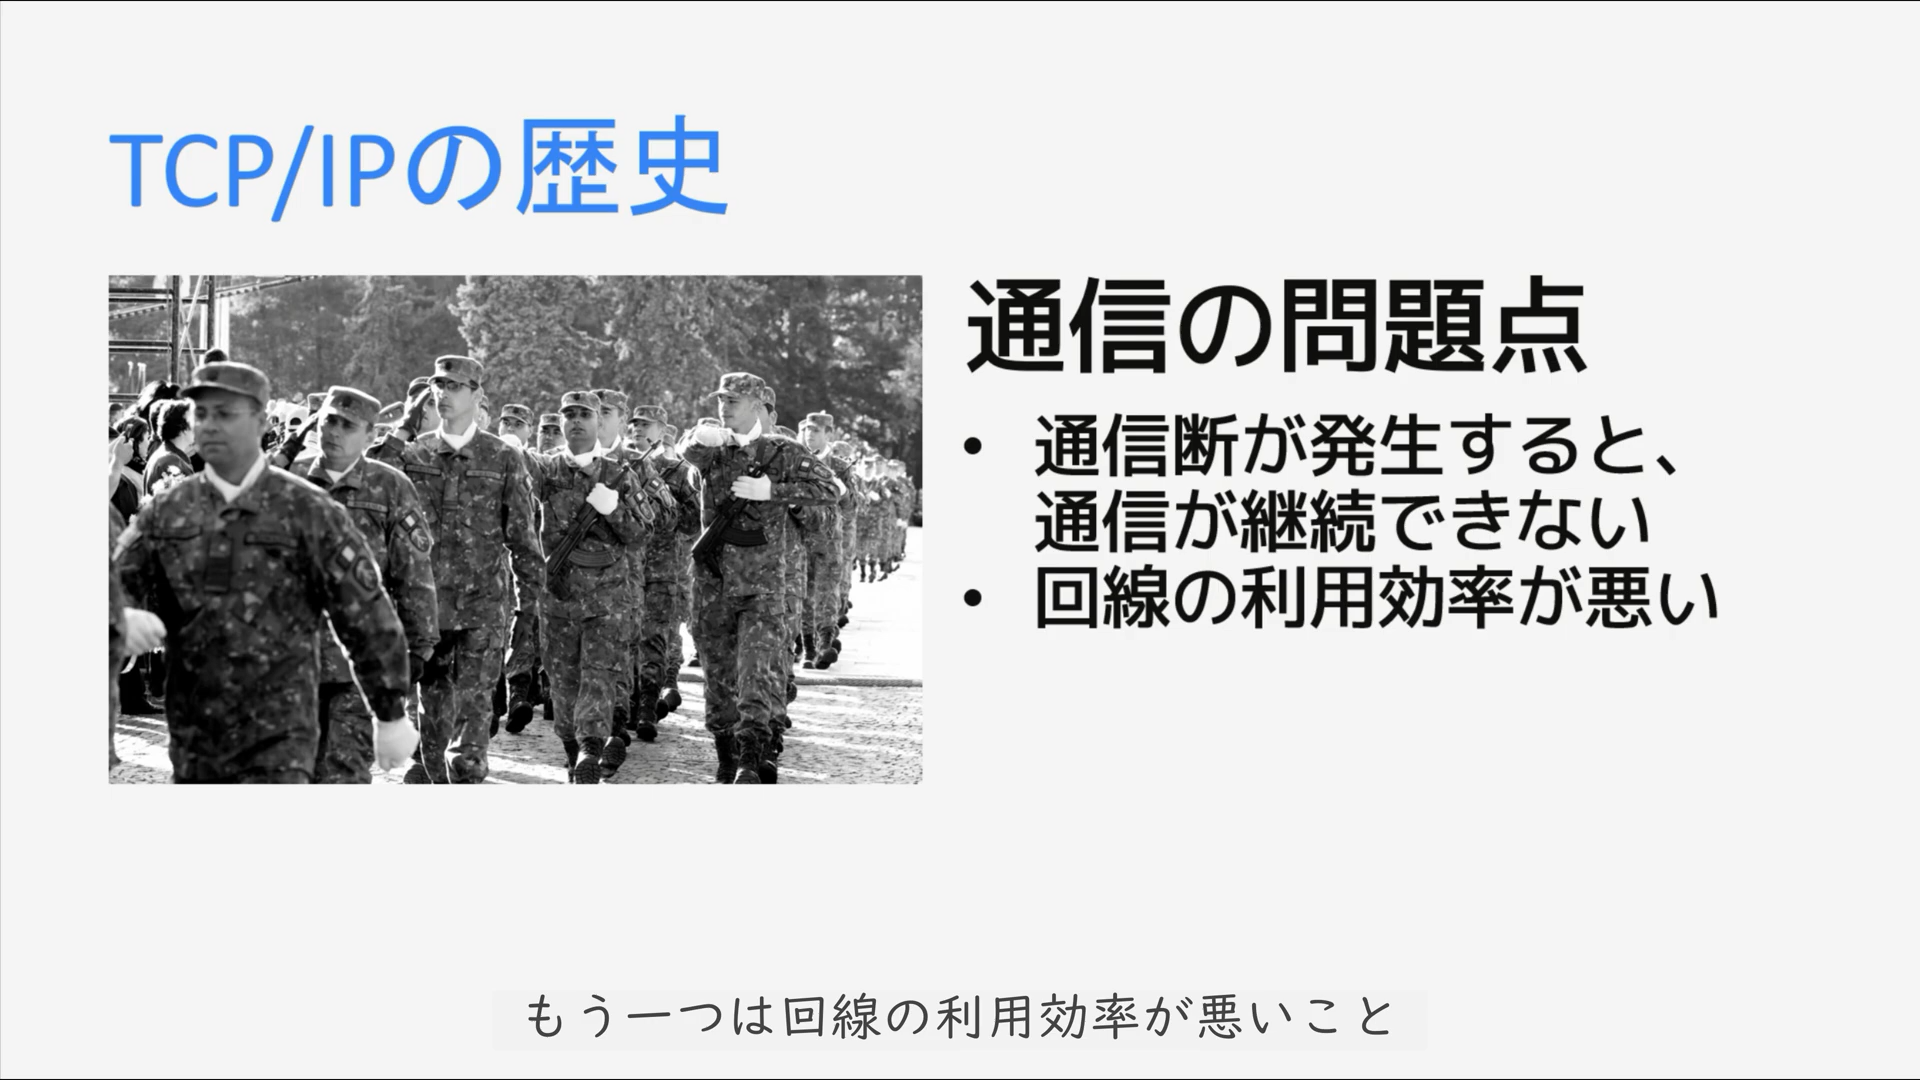 TCP/IPの歴史
通信の問題点
• 通信断が発生すると、
通信が継続できない
• 回線の利用効率が悪い
もう一つは回線の利用効率が悪いこと